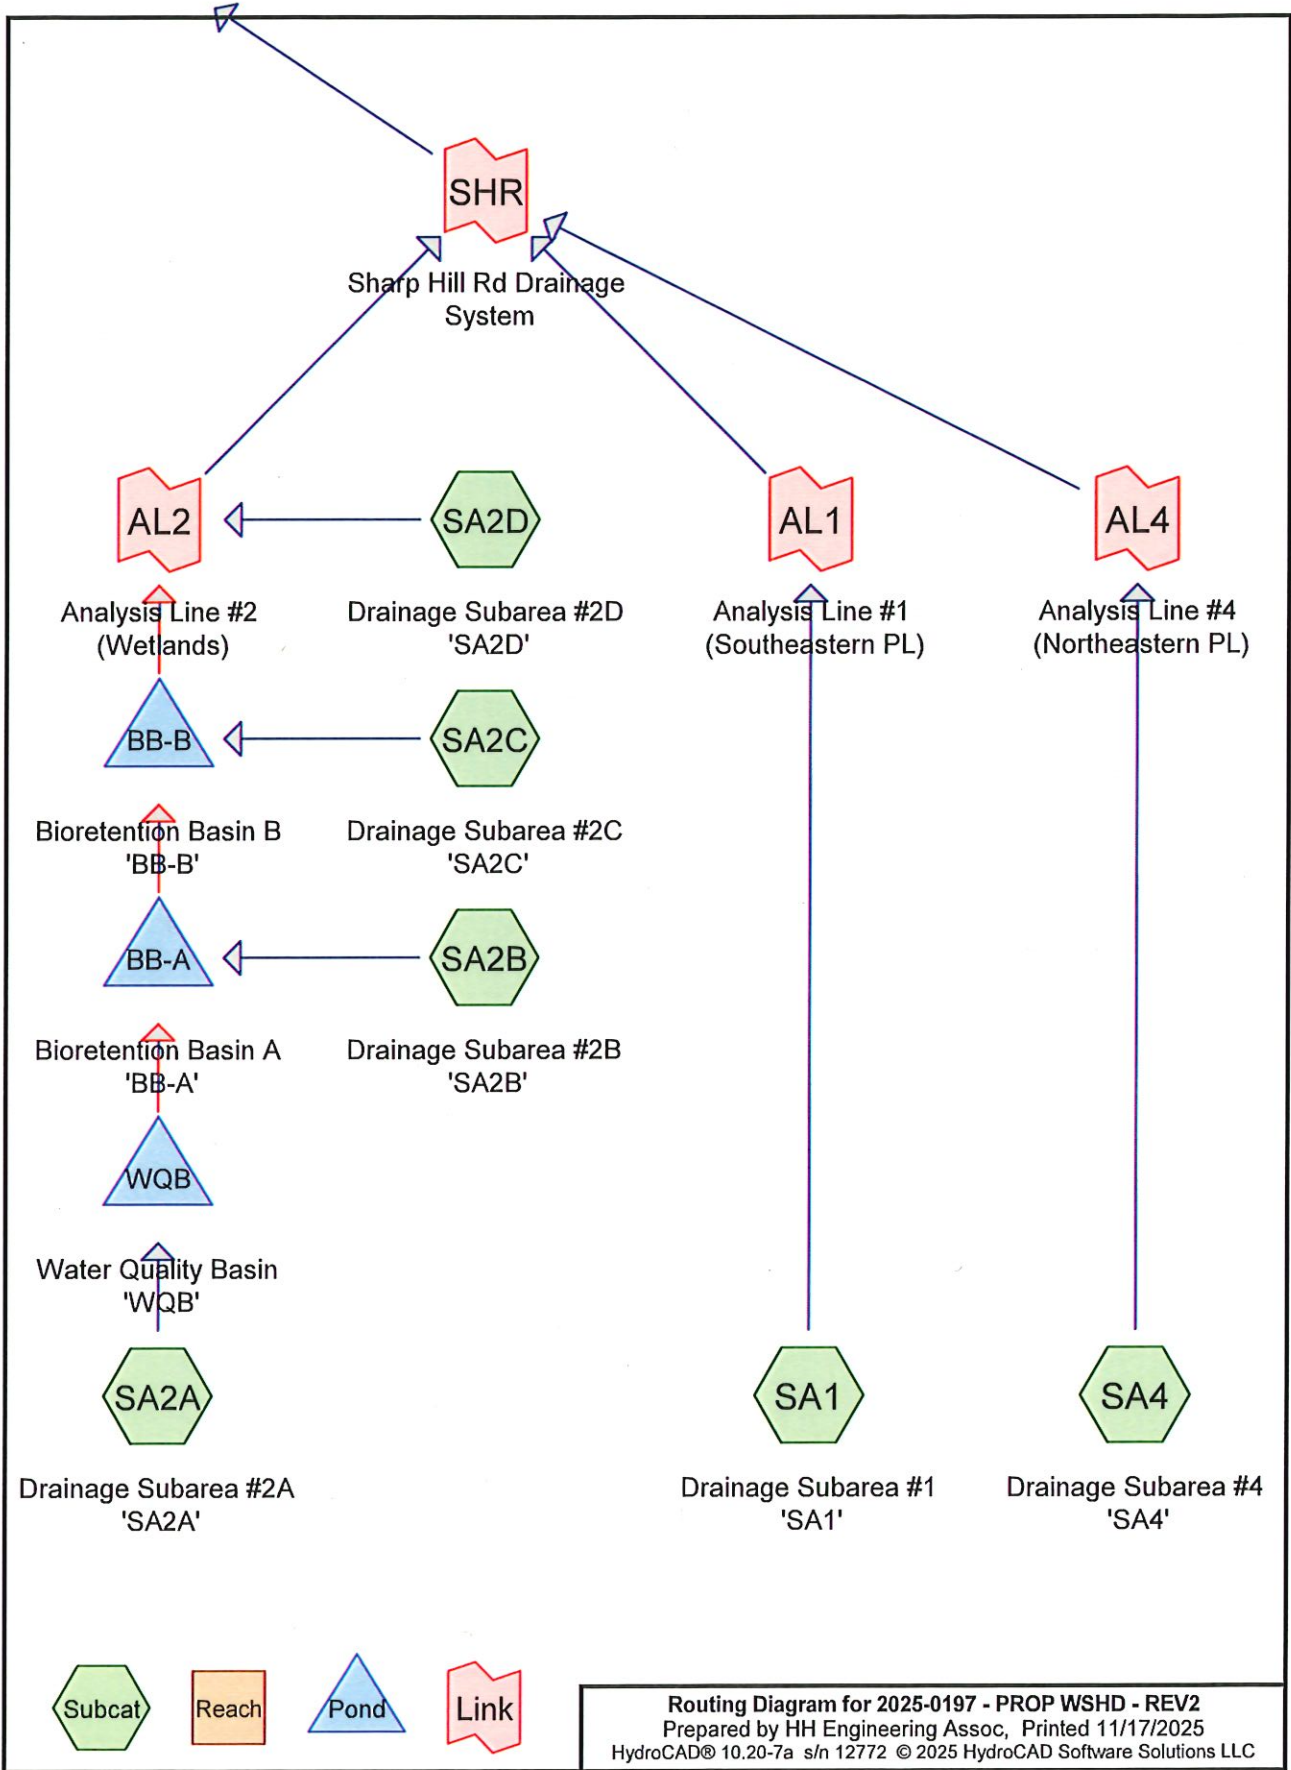 SHR
Sharp Hill Rd Drainage
System
AL2
Analysis Line #2
(Wetlands)
SA2D
Drainage Subarea #2D
'SA2D'
AL1
Analysis Line #1
(Southeastern PL)
AL4
Analysis Line #4
(Northeastern PL)
BB-B
Bioretention Basin B
'BB-B'
SA2C
Drainage Subarea #2C
'SA2C'
BB-A
Bioretention Basin A
'BB-A'
SA2B
Drainage Subarea #2B
'SA2B'
WQB
Water Quality Basin
'WQB'
SA2A
Drainage Subarea #2A
'SA2A'
SA1
Drainage Subarea #1
'SA1'
SA4
Drainage Subarea #4
'SA4'
Subcat
Reach
Pond
Link
Routing Diagram for 2025-0197 - PROP WSHD - REV2
Prepared by HH Engineering Assoc, Printed 11/17/2025
HydroCAD® 10.20-7a s/n 12772 © 2025 HydroCAD Software Solutions LLC